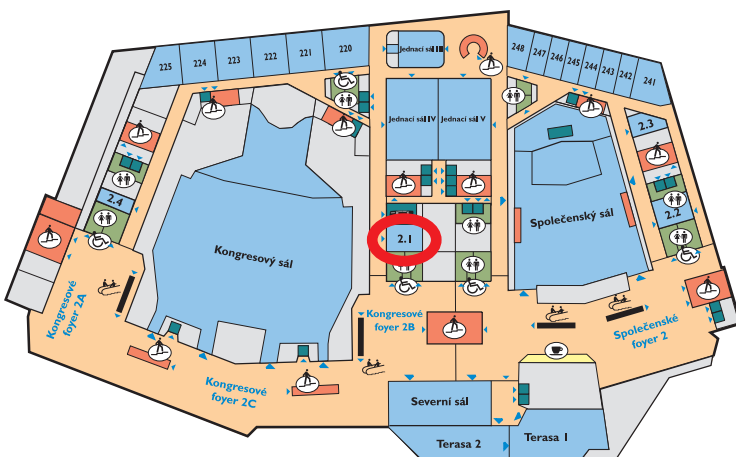 225
224
223
222
221
220
Jednací sál III
248
247
246
245
244
243
242
241
Jednací sál IV
Jednací sál V
2.3
2.4
2.2
2.1
Společenský sál
Kongresový sál
Kongresové
foyer 2A
Kongresové
foyer 2B
Společenské
foyer 2
Kongresové
foyer 2C
Severní sál
Terasa 2
Terasa 1